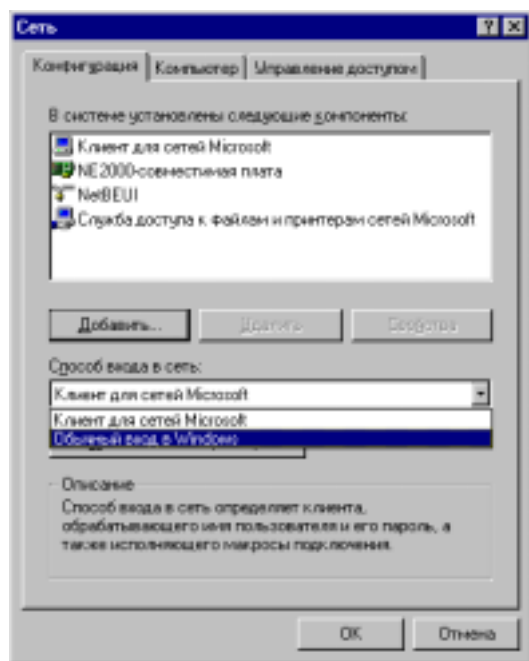 Сеть
Конфигурация Компьютер Управление доступом
В системе установлены следующие компоненты:
Клиент для сетей Microsoft
NE2000-совместимая плата
NetBEUI
Служба доступа к файлам и принтерам сетей Microsoft
Добавить... Удалить Свойства
Способ входа в сеть:
Клиент для сетей Microsoft
Клиент для сетей Microsoft
Обычный вход в Windows
Описание
Способ входа в сеть определяет клиента,
обрабатывающего имя пользователя и его пароль, а
также исполняющего макросы подключения.
OK Отмена